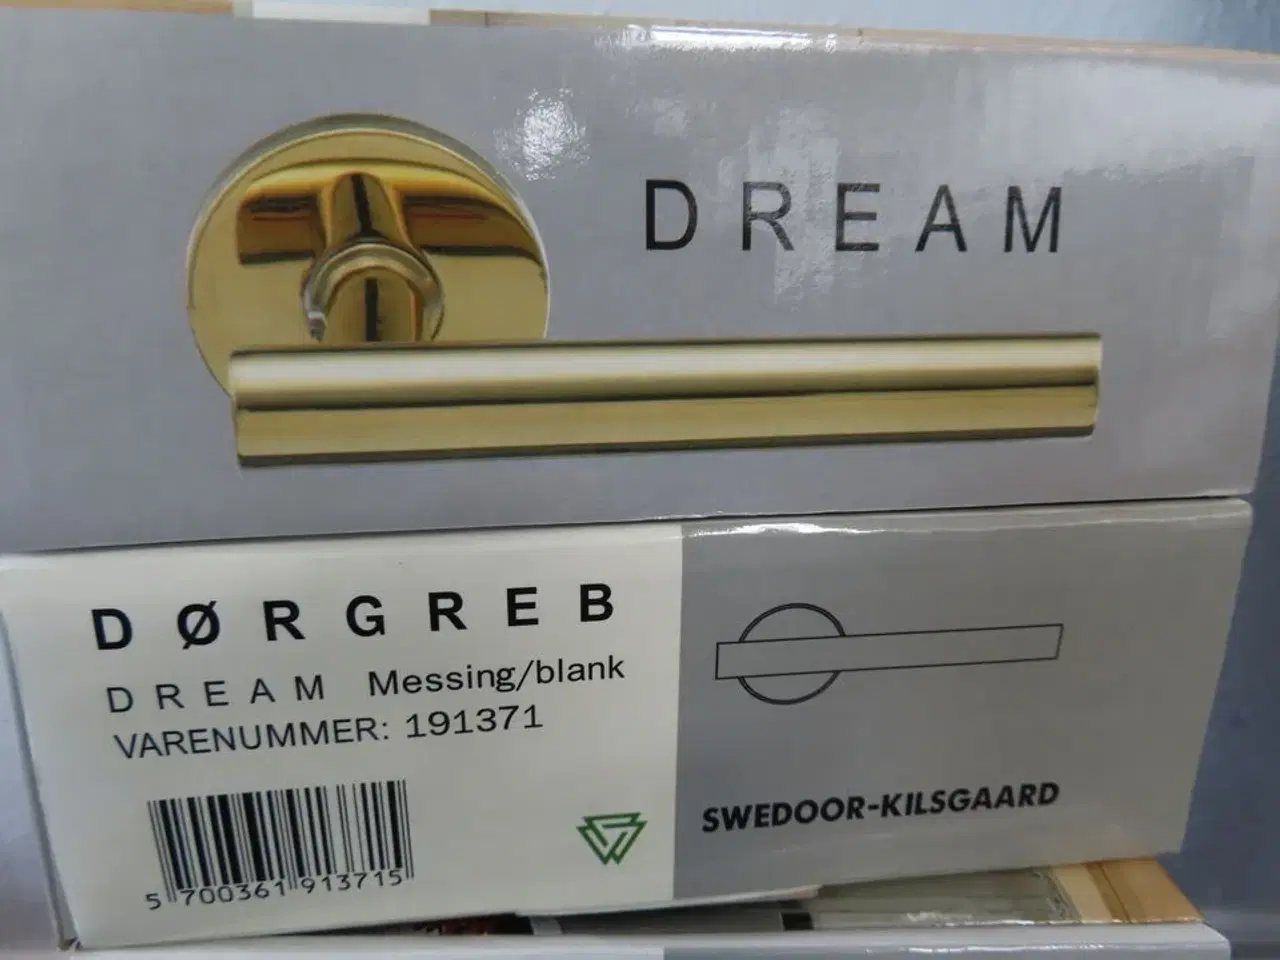 DREAM
DØRGREB
DREAM Messing/blank
VARENUMMER: 191371
5 700361 913715
SWEDOOR-KILSGAARD